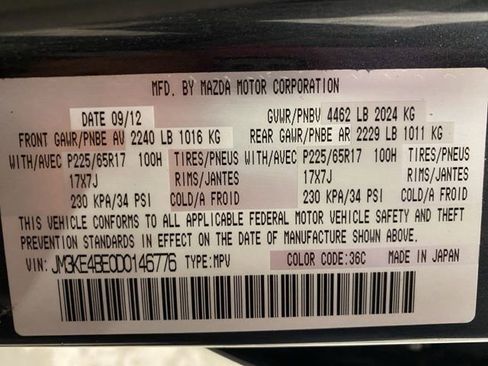 MFD. BY MAZDA MOTOR CORPORATION
DATE 09/12 GVWR/PNBV 4462 LB 2024 KG
FRONT GAWR/PNBE AV 2240 LB 1016 KG REAR GAWR/PNBE AR 2229 LB 1011 KG
WITH/AVEC P225/65R17 100H TIRES/PNEUS WITH/AVEC P225/65R17 100H TIRES/PNEUS
17X7J RIMS/JANTES 17X7J RIMS/JANTES
230 KPA/34 PSI COLD/A FROID 230 KPA/34 PSI COLD/A FROID
THIS VEHICLE CONFORMS TO ALL APPLICABLE FEDERAL MOTOR VEHICLE SAFETY AND THEFT
PREVENTION STANDARDS IN EFFECT ON THE DATE OF MANUFACTURE SHOWN ABOVE.
VIN: JM3KE4BE0D0146776 TYPE:MPV COLOR CODE:36C MADE IN JAPAN